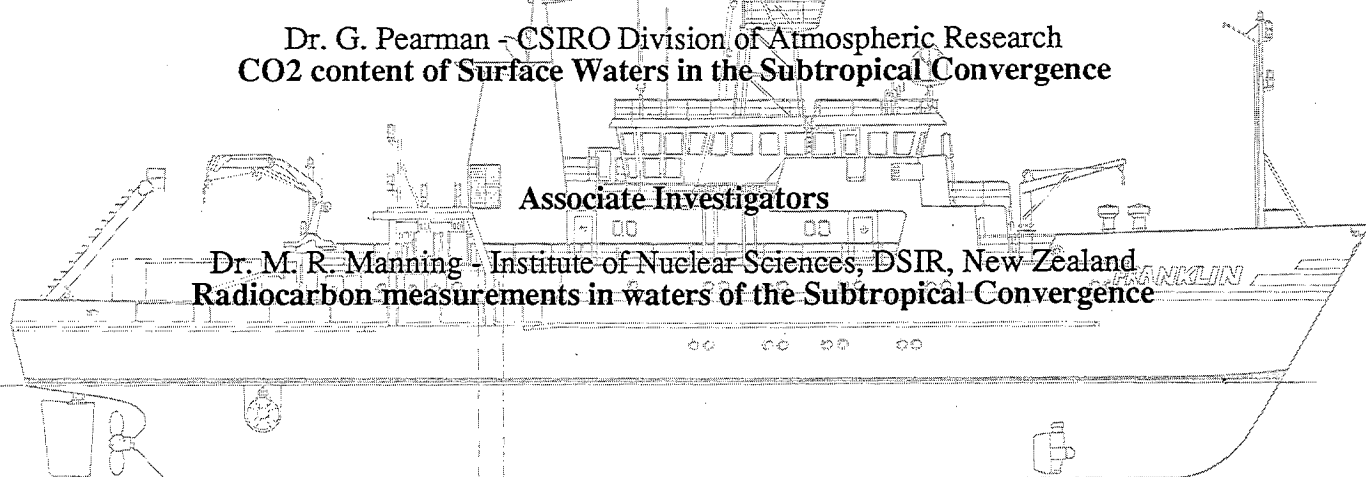 Dr. G. Pearman - CSIRO Division of Atmospheric Research
CO2 content of Surface Waters in the Subtropical Convergence
Associate Investigators
Dr. M. R. Manning - Institute of Nuclear Sciences, DSIR, New Zealand
FRANKLIN
Radiocarbon measurements in waters of the Subtropical Convergence